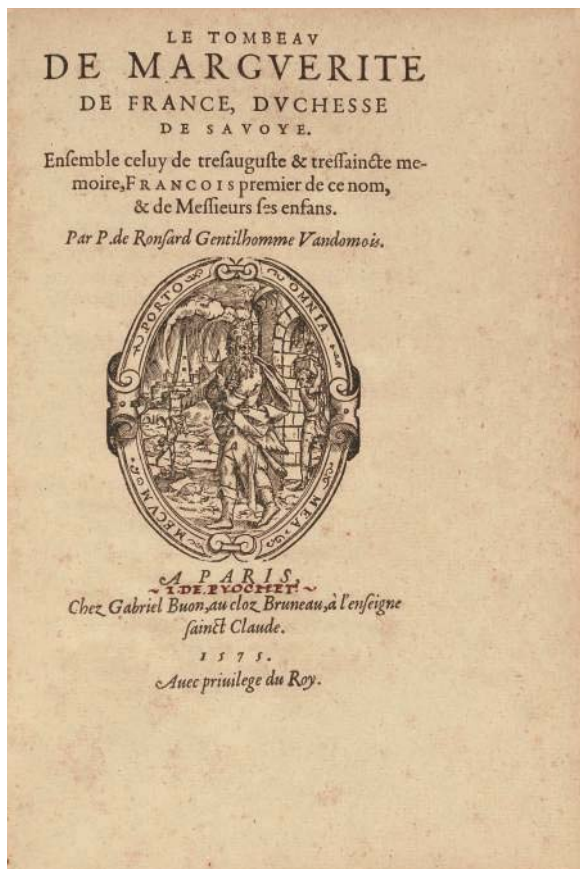 LE TOMBEAV
DE MARGVERITE
DE FRANCE, DVCHESSE
DE SAVOYE.
Enſemble celuy de treſauguſte & treſſaincte me-
moire, FRANCOIS premier de ce nom,
& de Meſſieurs ſes enfans.
Par P. de Ronſard Gentilhomme Vandomois.
OMNIA MEA MECVM PORTO
A PARIS,
~ I·DE·PYOCHET· ~
Chez Gabriel Buon, au cloz Bruneau, à l'enſeigne
ſainct Claude.
1575.
Auec priuilege du Roy.